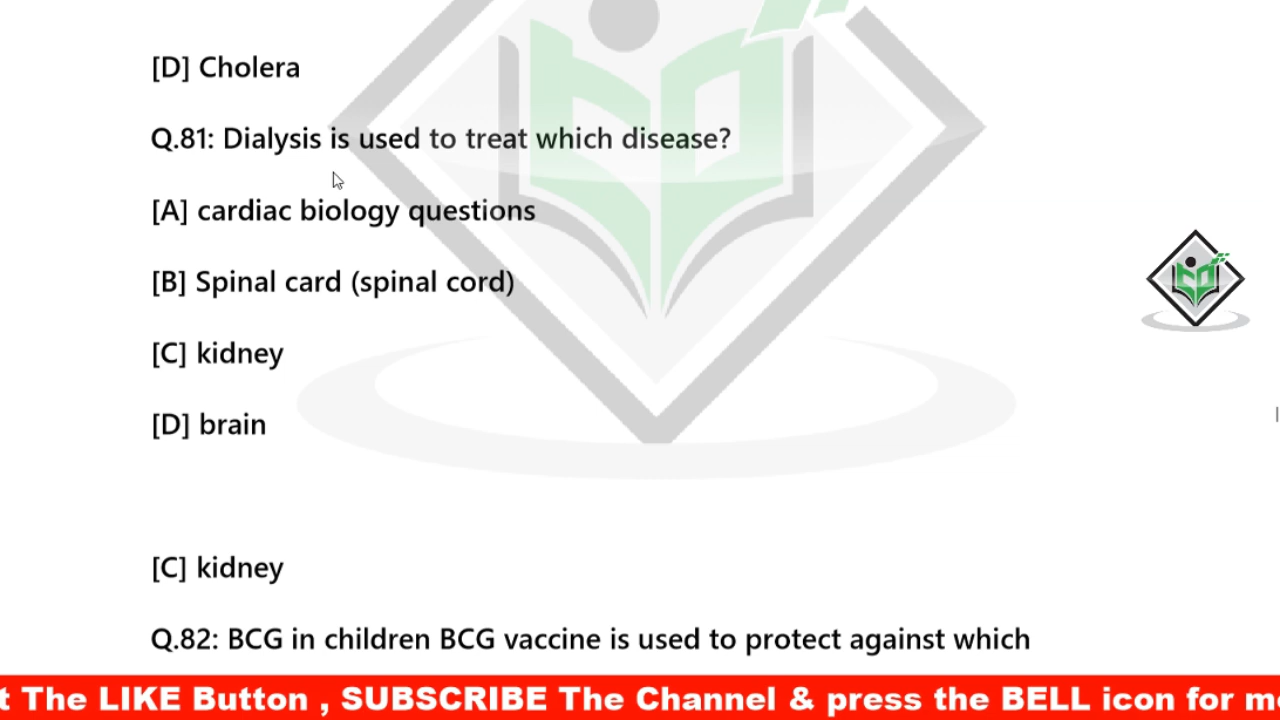 [D] Cholera
Q.81: Dialysis is used to treat which disease?
[A] cardiac biology questions
[B] Spinal card (spinal cord)
[C] kidney
[D] brain
[C] kidney
Q.82: BCG in children BCG vaccine is used to protect against which
t The LIKE Button , SUBSCRIBE The Channel & press the BELL icon for m